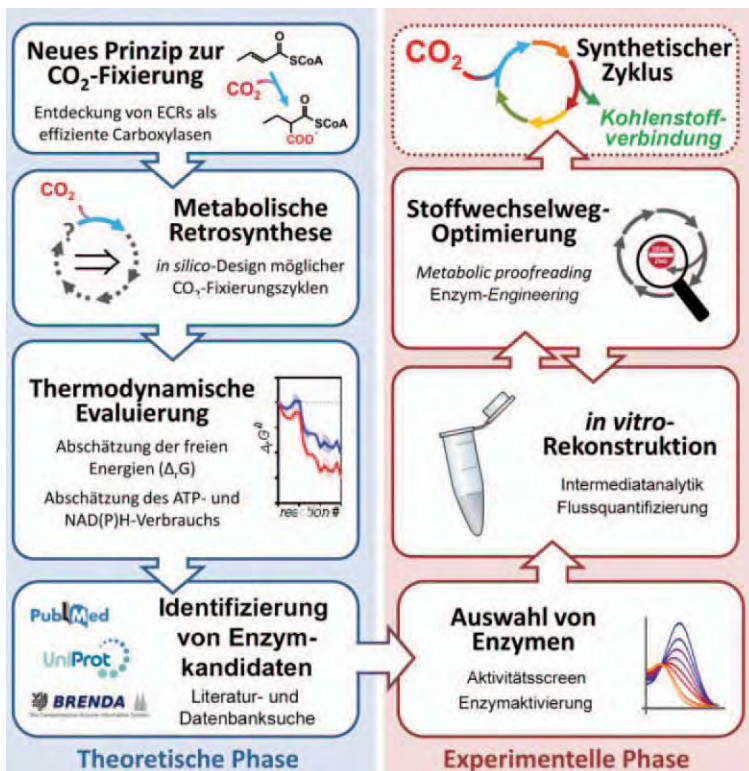 Neues Prinzip zur
CO₂-Fixierung
Entdeckung von ECRs als
effiziente Carboxylasen
O
SCoA
CO₂
O
SCoA
COO⁻
CO₂
?
Metabolische
Retrosynthese
in silico-Design möglicher
CO₂-Fixierungszyklen
Thermodynamische
Evaluierung
Abschätzung der freien
Energien (ΔᵣG)
Abschätzung des ATP- und
NAD(P)H-Verbrauchs
ΔᵣG
reaction #
PubMed
UniProt
BRENDA
Identifizierung
von Enzym-
kandidaten
Literatur- und
Datenbanksuche
Theoretische Phase
CO₂
Synthetischer
Zyklus
Kohlenstoff-
verbindung
Stoffwechselweg-
Optimierung
Metabolic proofreading
Enzym-Engineering
in vitro-
Rekonstruktion
Intermediatanalytik
Flussquantifizierung
Auswahl von
Enzymen
Aktivitätsscreen
Enzymaktivierung
Experimentelle Phase